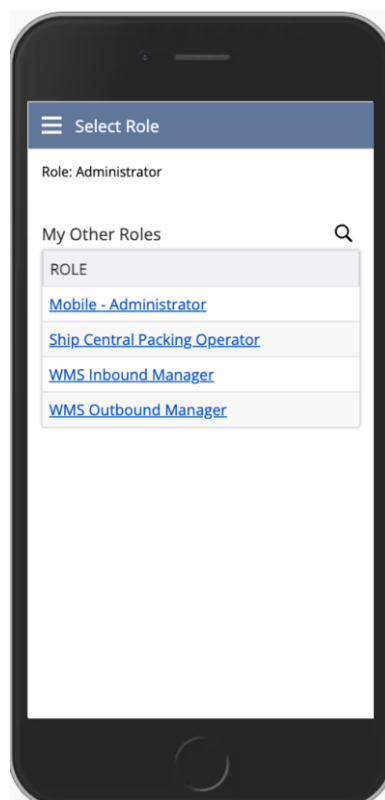 Select Role
Role: Administrator
My Other Roles
ROLE
Mobile - Administrator
Ship Central Packing Operator
WMS Inbound Manager
WMS Outbound Manager